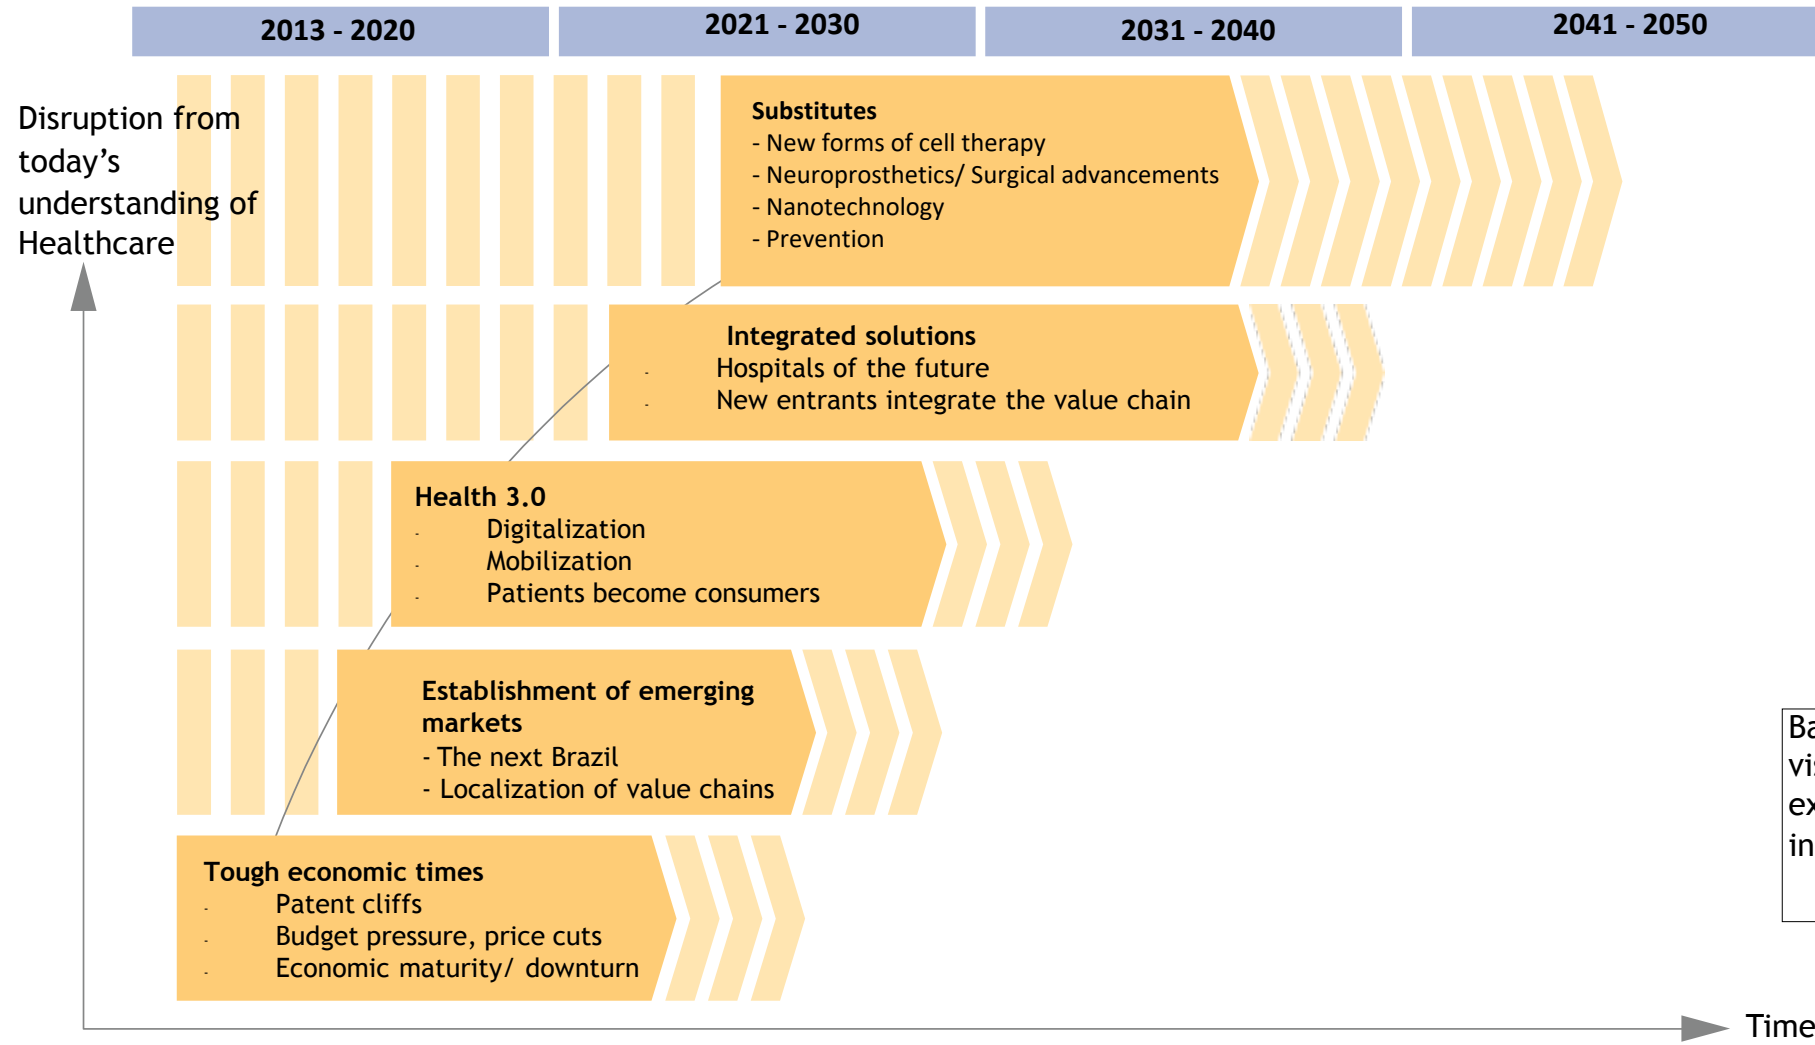 2013 - 2020
2021 - 2030
2031 - 2040
2041 - 2050
Disruption from
today’s
understanding of
Healthcare
Substitutes
- New forms of cell therapy
- Neuroprosthetics/ Surgical advancements
- Nanotechnology
- Prevention
Integrated solutions
- Hospitals of the future
- New entrants integrate the value chain
Health 3.0
- Digitalization
- Mobilization
- Patients become consumers
Establishment of emerging
markets
- The next Brazil
- Localization of value chains
Tough economic times
- Patent cliffs
- Budget pressure, price cuts
- Economic maturity/ downturn
Time